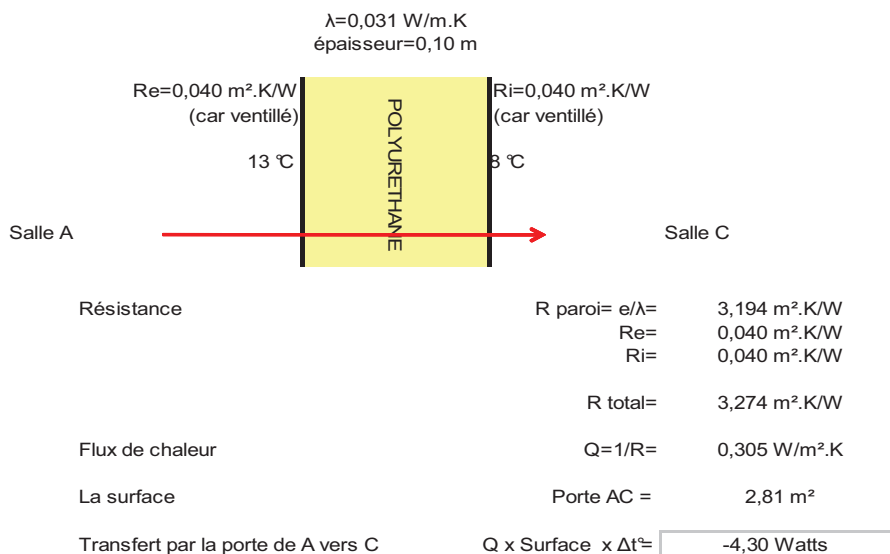 λ=0,031 W/m.K
épaisseur=0,10 m
Re=0,040 m².K/W
(car ventillé)
Ri=0,040 m².K/W
(car ventillé)
POLYURETHANE
13 °C
8 °C
Salle A
Salle C
Résistance R paroi= e/λ= 3,194 m².K/W
Re= 0,040 m².K/W
Ri= 0,040 m².K/W
R total= 3,274 m².K/W
Flux de chaleur Q=1/R= 0,305 W/m².K
La surface Porte AC = 2,81 m²
Transfert par la porte de A vers C Q x Surface x Δt°= -4,30 Watts